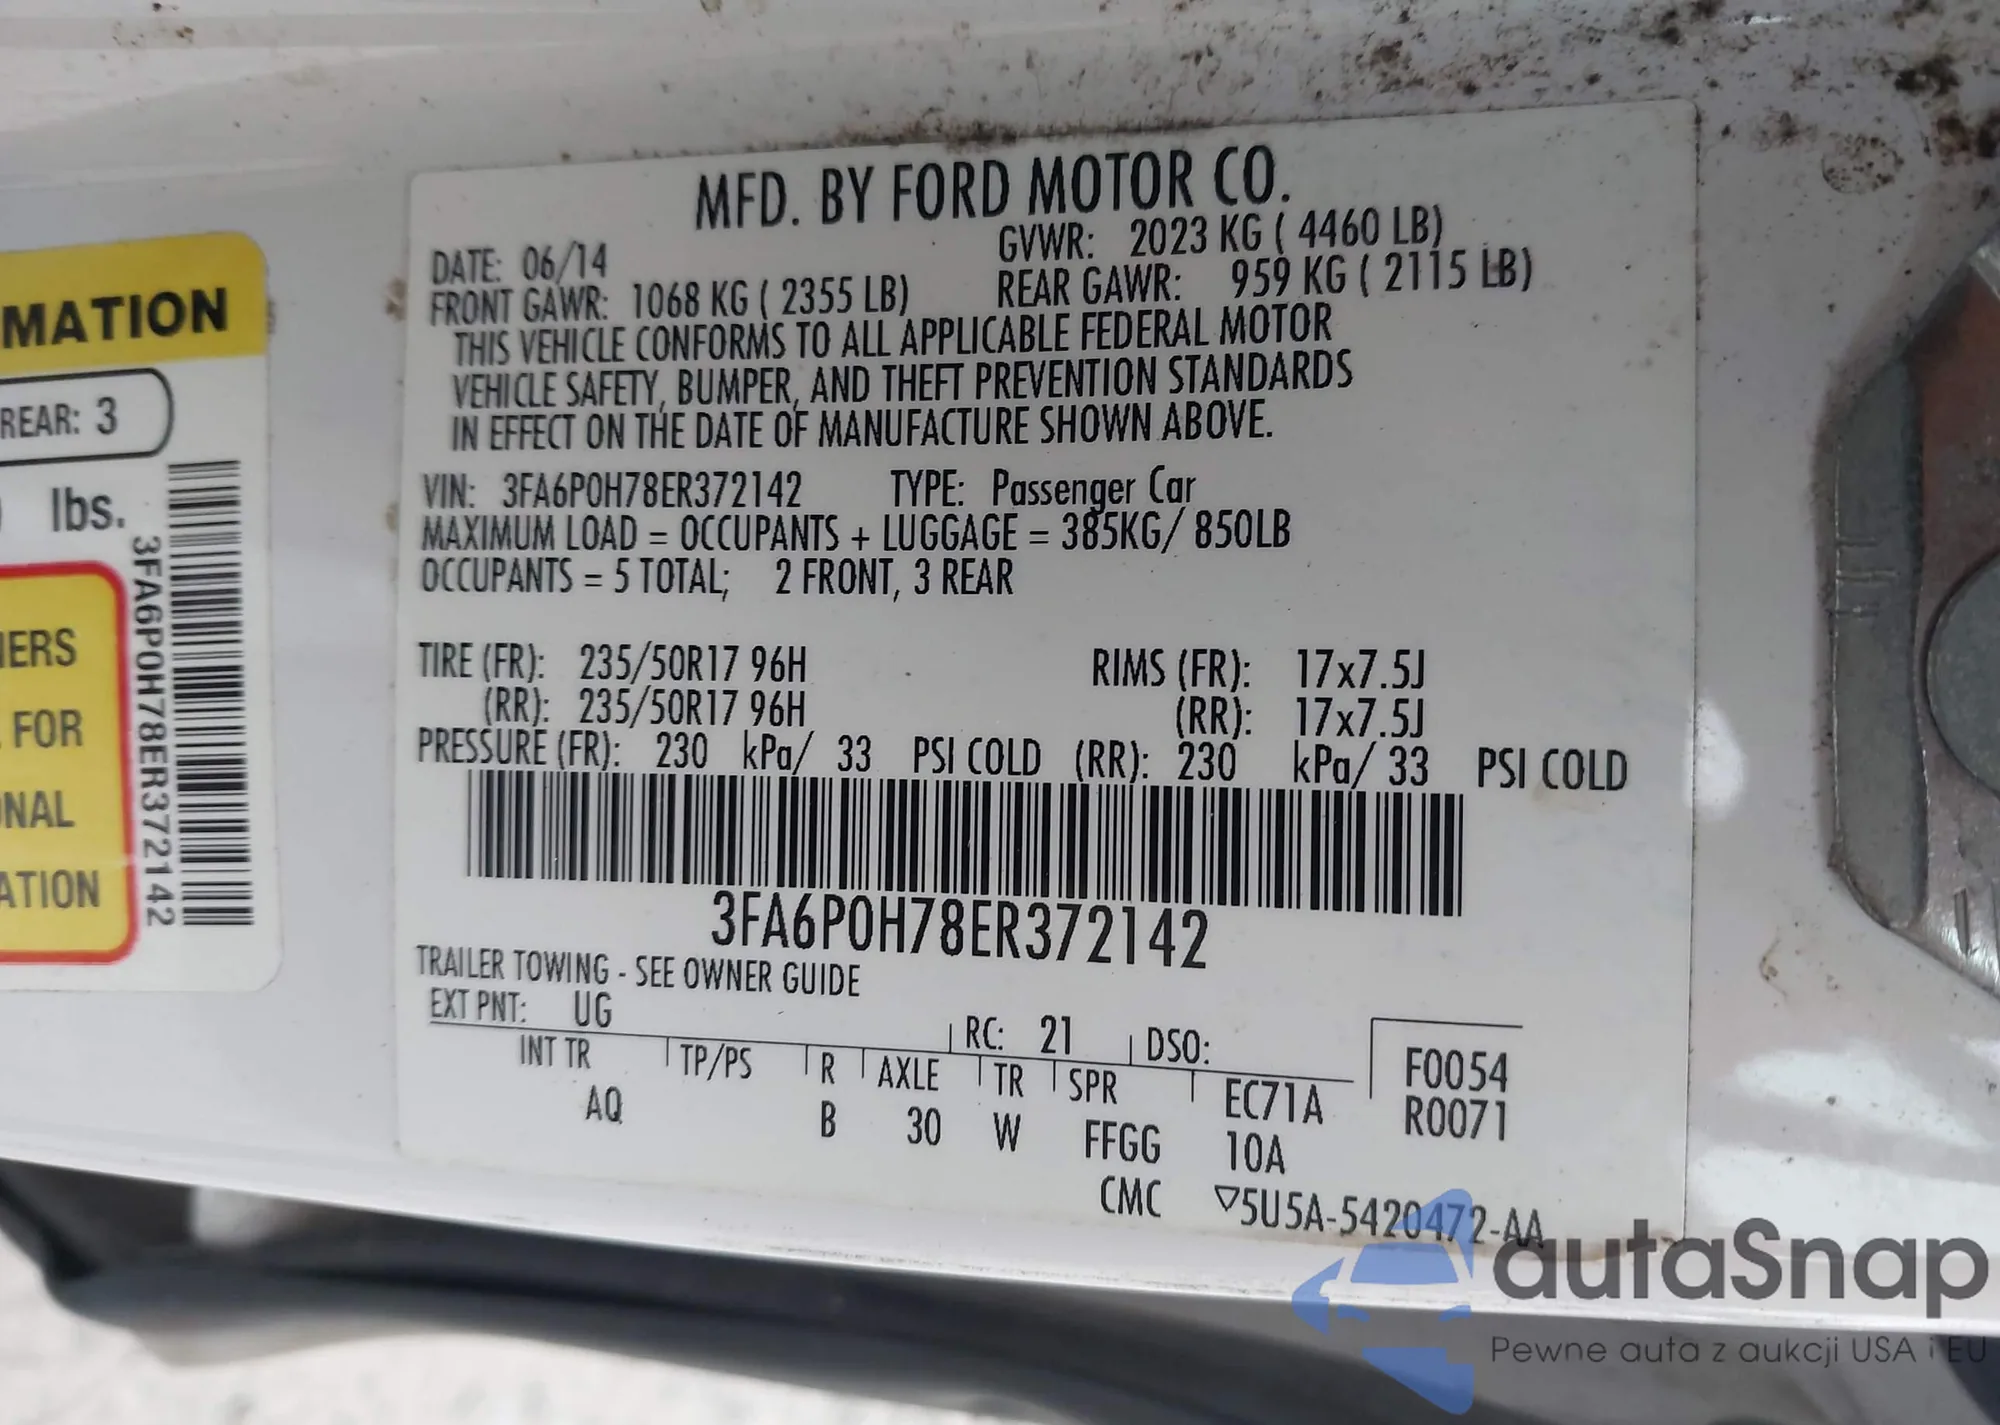 MATION
REAR: 3
lbs.
3FA6P0H78ER372142
FOR
ATION
MFD. BY FORD MOTOR CO.
DATE: 06/14 GVWR: 2023 KG ( 4460 LB)
FRONT GAWR: 1068 KG ( 2355 LB) REAR GAWR: 959 KG ( 2115 LB)
THIS VEHICLE CONFORMS TO ALL APPLICABLE FEDERAL MOTOR
VEHICLE SAFETY, BUMPER, AND THEFT PREVENTION STANDARDS
IN EFFECT ON THE DATE OF MANUFACTURE SHOWN ABOVE.
VIN: 3FA6P0H78ER372142 TYPE: Passenger Car
MAXIMUM LOAD = OCCUPANTS + LUGGAGE = 385KG/ 850LB
OCCUPANTS = 5 TOTAL; 2 FRONT, 3 REAR
TIRE (FR): 235/50R17 96H RIMS (FR): 17x7.5J
(RR): 235/50R17 96H (RR): 17x7.5J
PRESSURE (FR): 230 kPa/ 33 PSI COLD (RR): 230 kPa/ 33 PSI COLD
3FA6P0H78ER372142
TRAILER TOWING - SEE OWNER GUIDE
EXT PNT: UG RC: 21 DSO:
INT TR TP/PS R AXLE TR SPR EC71A F0054
AQ B 30 W FFGG 10A R0071
CMC ▽5U5A-5420472-AA
autaSnap
Pewne auta z aukcji USA i EU